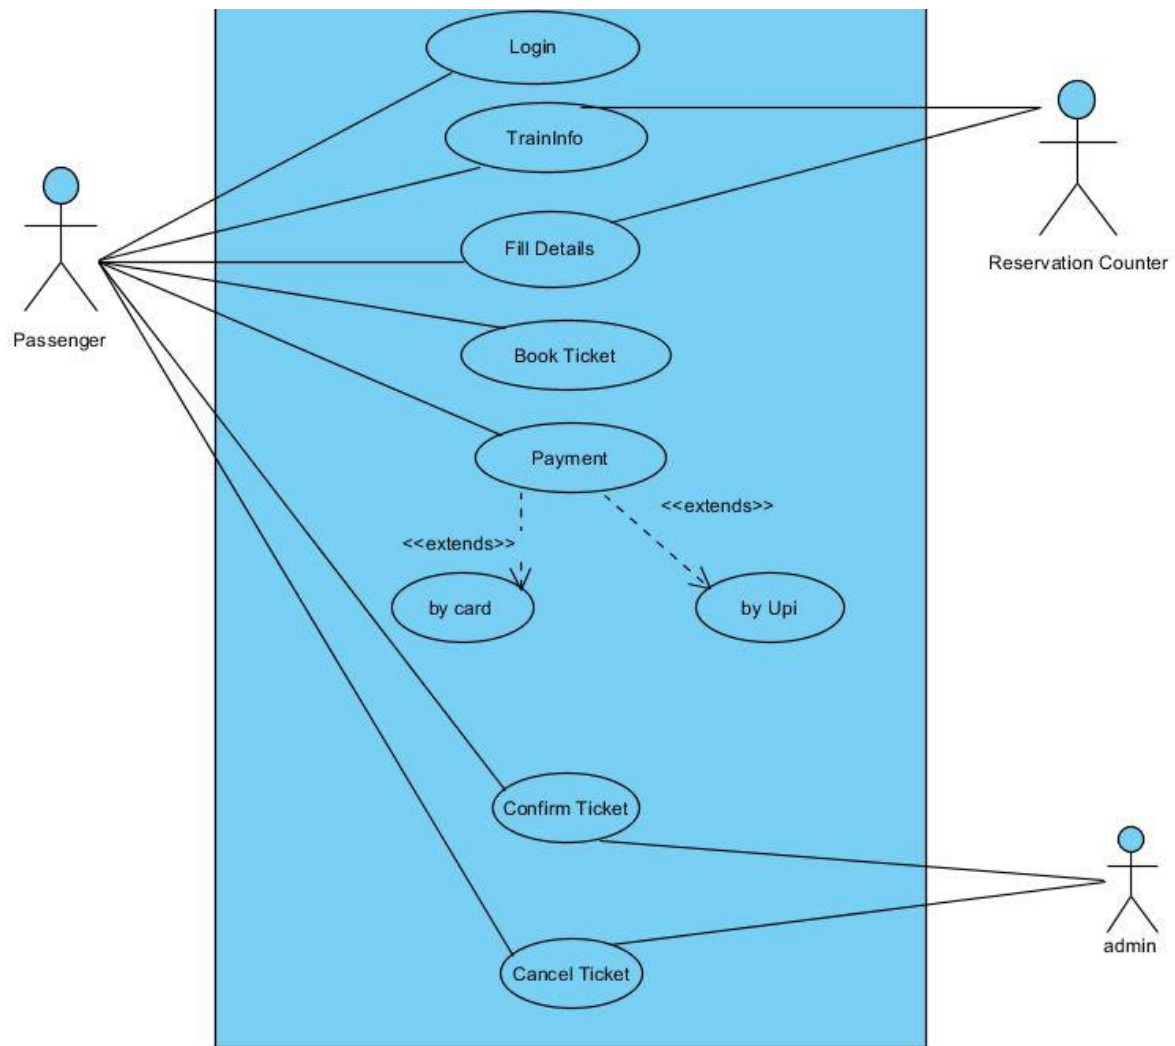 Login
TrainInfo
Fill Details
Reservation Counter
Passenger
Book Ticket
Payment
<<extends>>
<<extends>>
by card
by Upi
Confirm Ticket
admin
Cancel Ticket